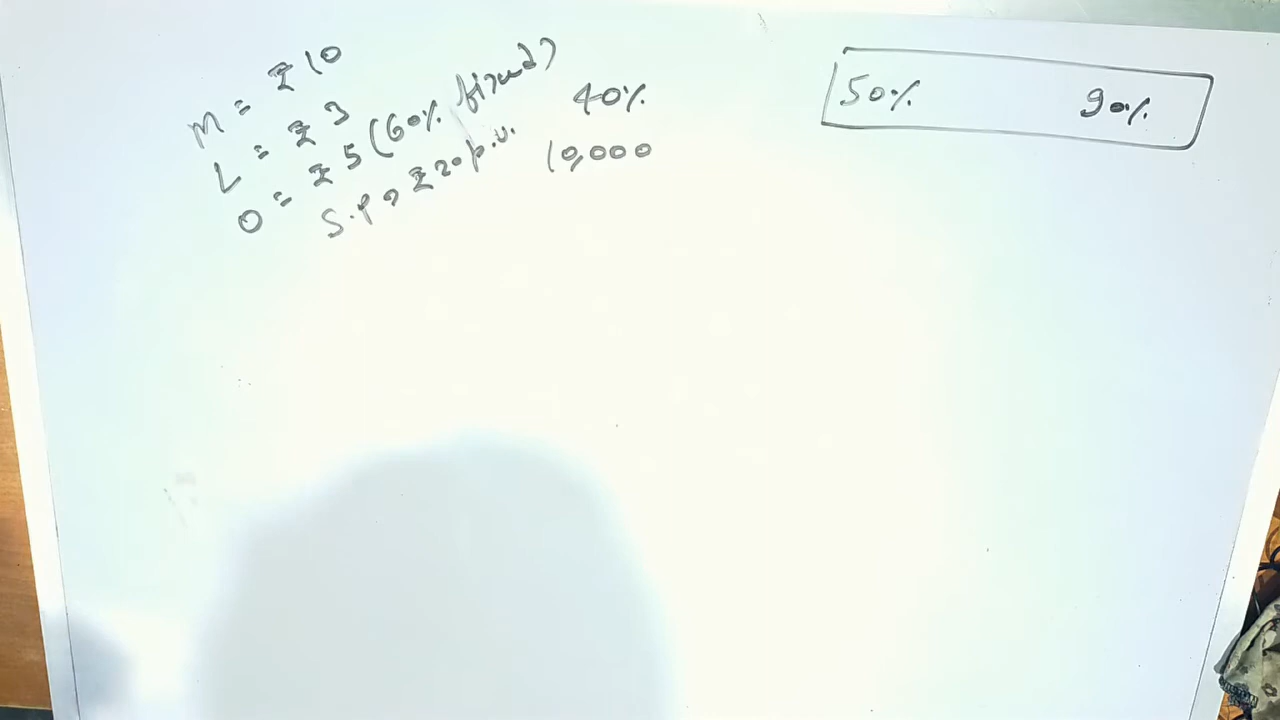 M = ₹10
L = ₹3
O = ₹5 (60% fixed)
S.P = ₹20 p.u.
40%
10,000
50% 90%